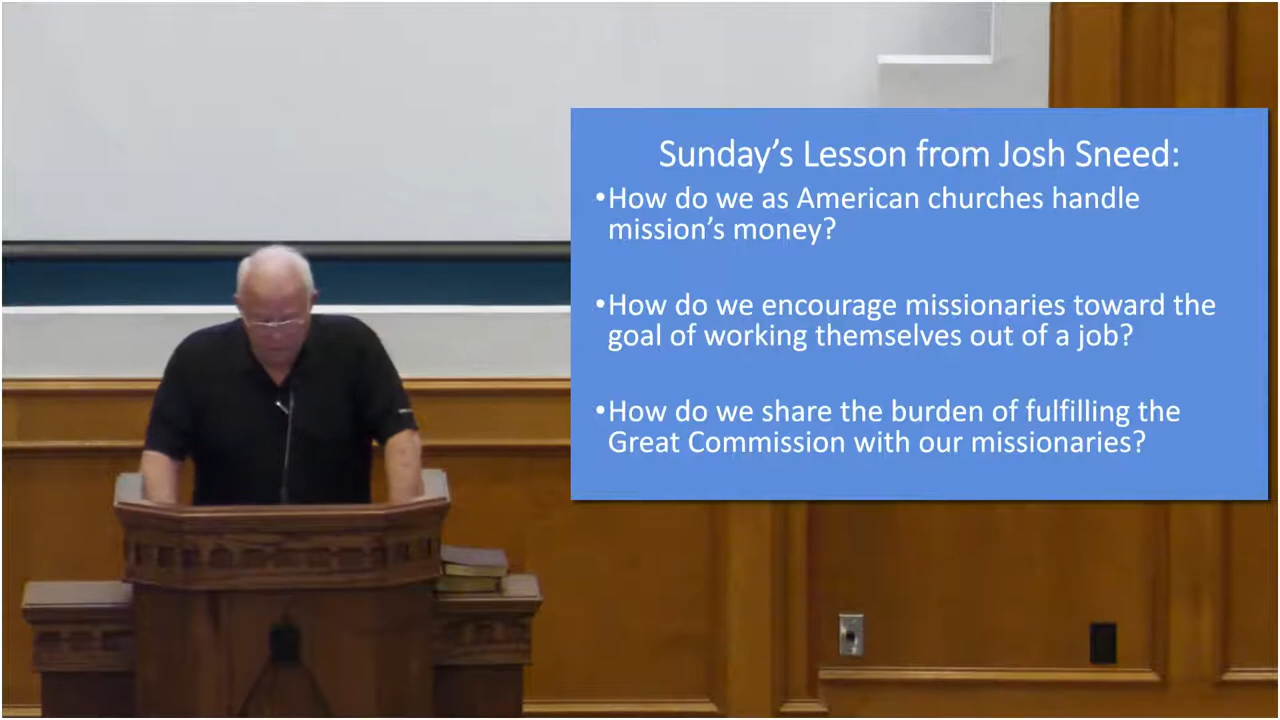 Sunday's Lesson from Josh Sneed:
•How do we as American churches handle
mission's money?
•How do we encourage missionaries toward the
goal of working themselves out of a job?
•How do we share the burden of fulfilling the
Great Commission with our missionaries?